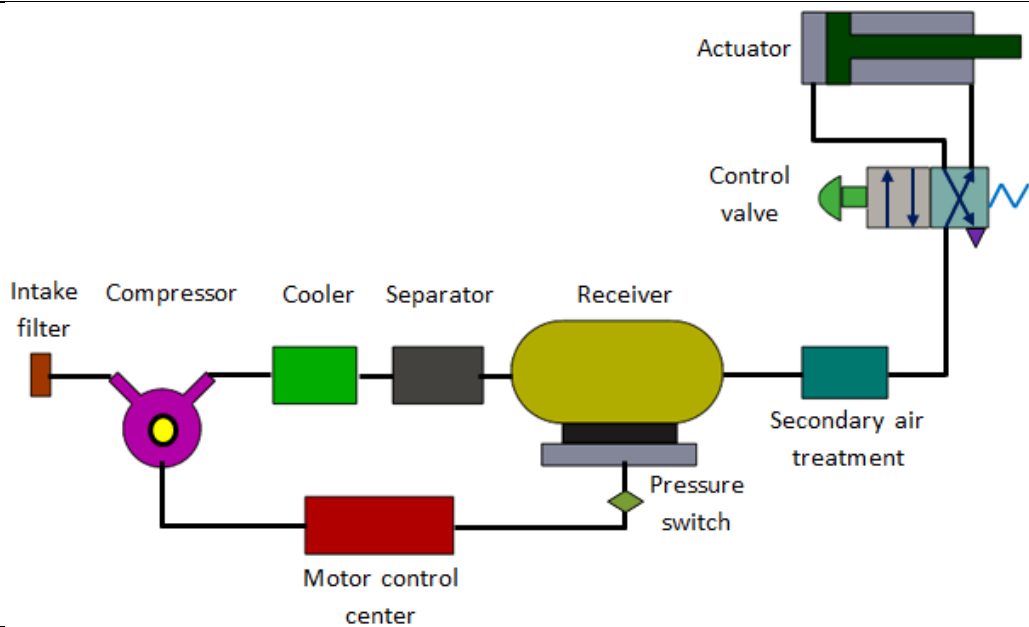 Actuator
Control
valve
Intake
filter
Compressor
Cooler
Separator
Receiver
Secondary air
treatment
Pressure
switch
Motor control
center